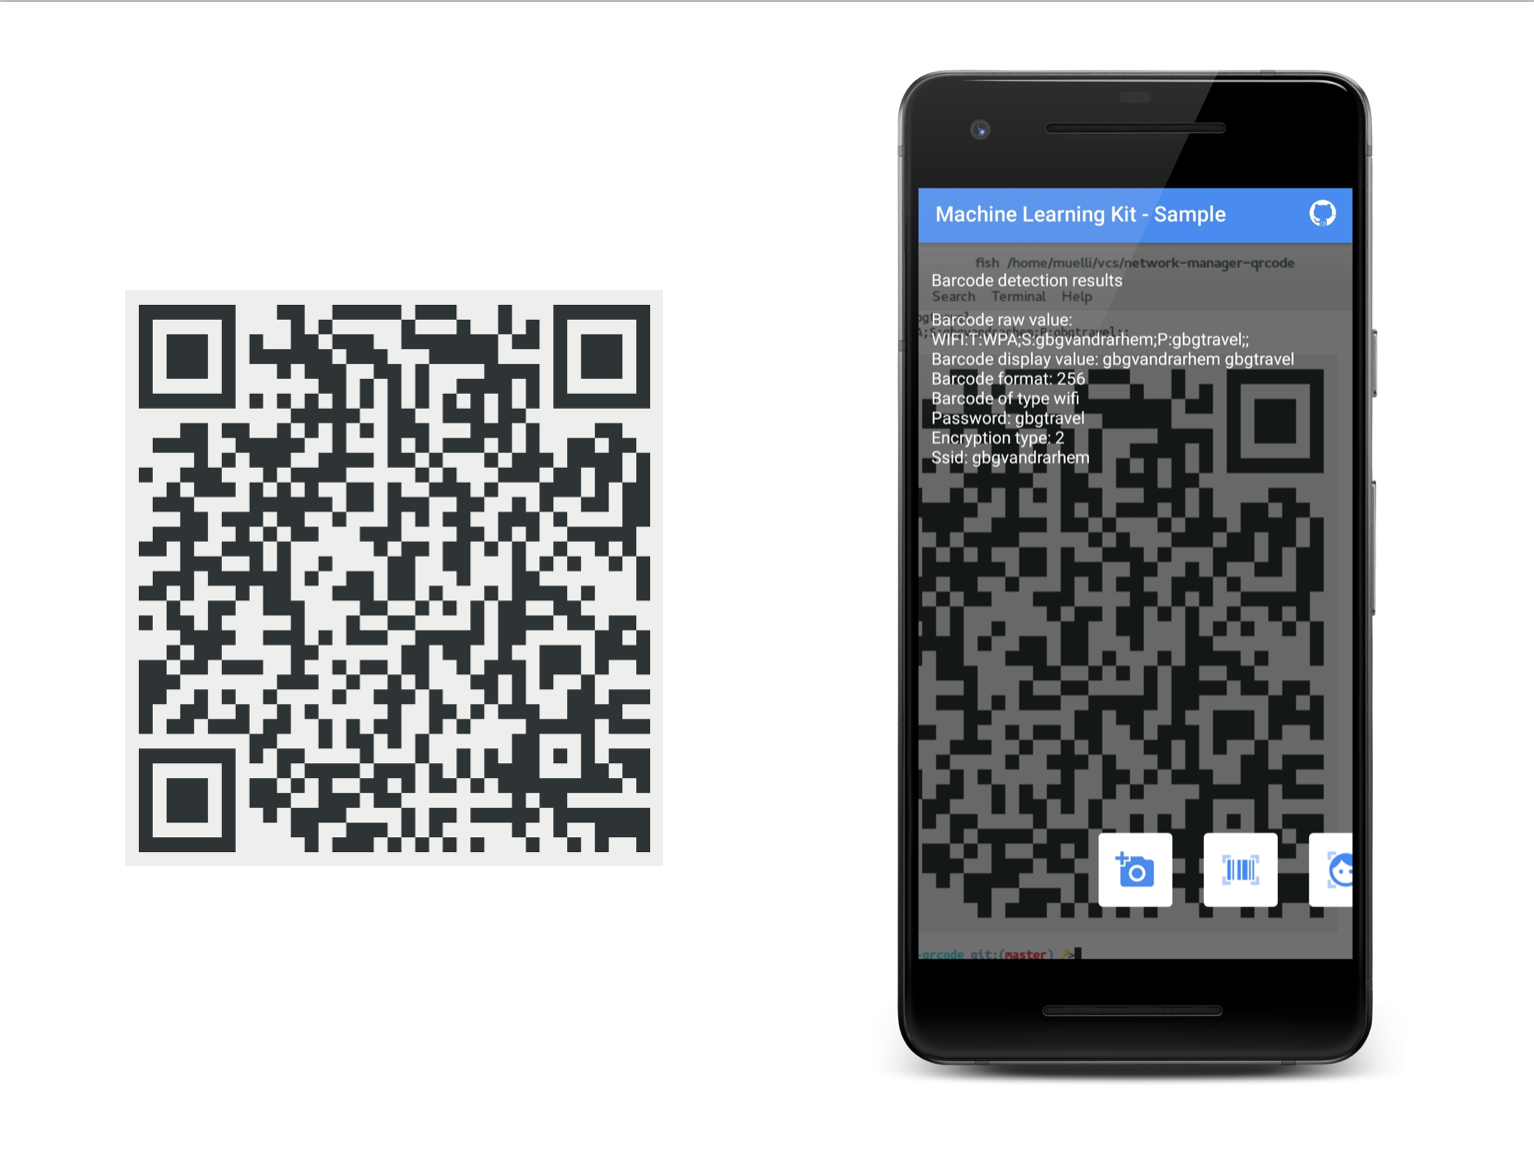 Machine Learning Kit - Sample
fish /home/muelli/vcs/network-manager-qrcode
Barcode detection results
Search Terminal Help
Barcode raw value:
WIFI:T:WPA;S:gbgvandrarhem;P:gbgtravel;;
Barcode display value: gbgvandrarhem gbgtravel
Barcode format: 256
Barcode of type wifi
Password: gbgtravel
Encryption type: 2
Ssid: gbgvandrarhem
-qrcode git:(master)